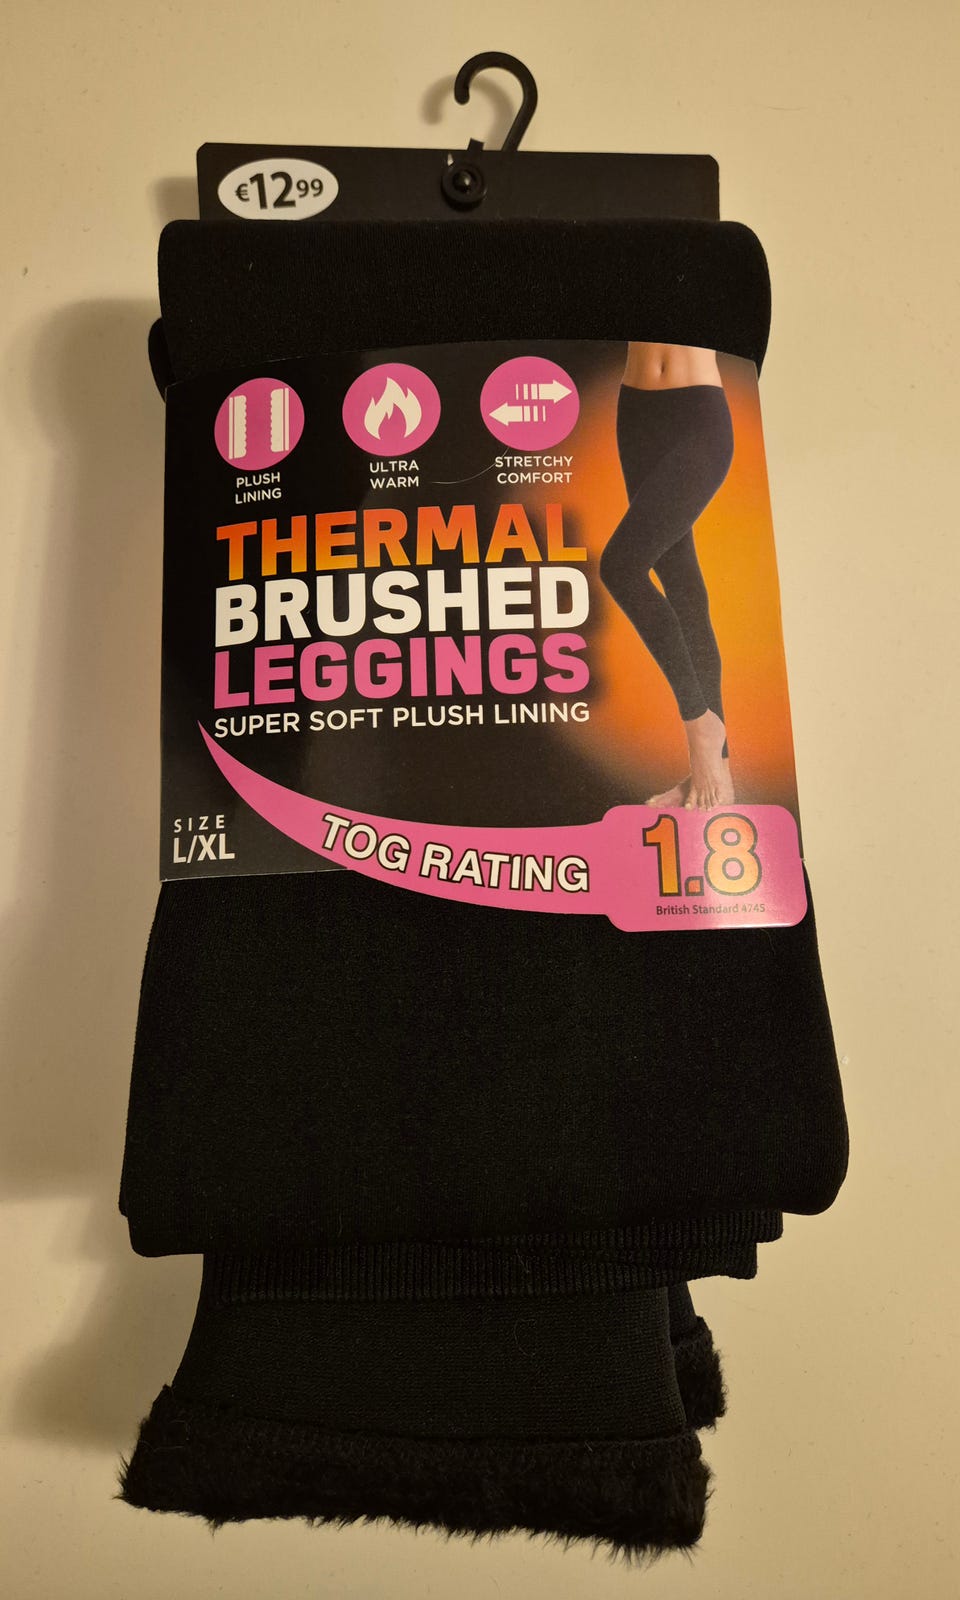 €12.99
PLUSH
LINING
ULTRA
WARM
STRETCHY
COMFORT
THERMAL
BRUSHED
LEGGINGS
SUPER SOFT PLUSH LINING
SIZE
L/XL
TOG RATING
1.8
British Standard 4745